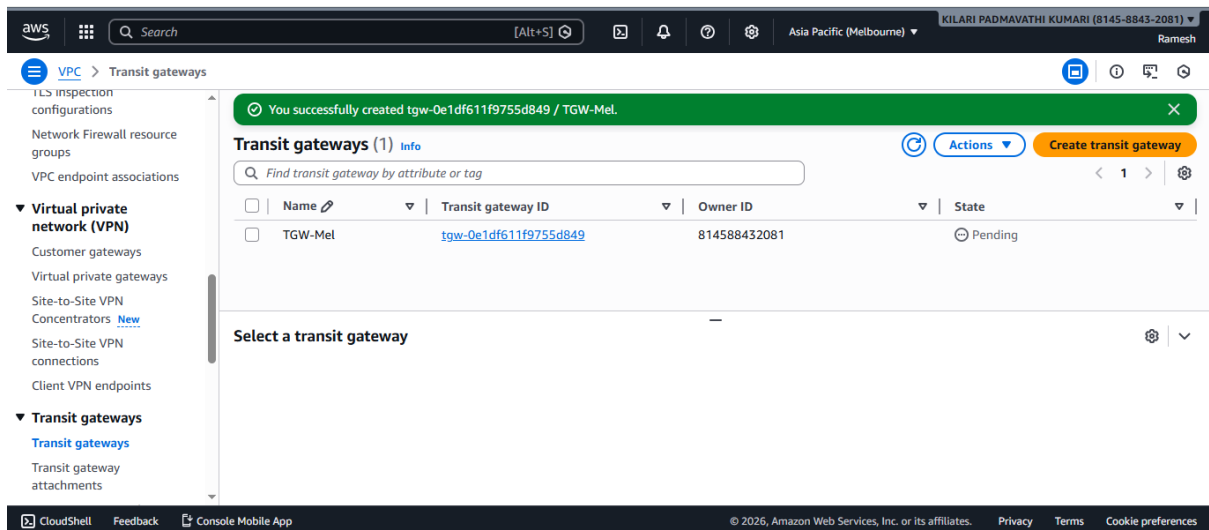 aws
Search
[Alt+S]
Asia Pacific (Melbourne)
KILARI PADMAVATHI KUMARI (8145-8843-2081)
Ramesh
VPC > Transit gateways
TLS inspection
configurations
Network Firewall resource
groups
VPC endpoint associations
Virtual private
network (VPN)
Customer gateways
Virtual private gateways
Site-to-Site VPN
Concentrators New
Site-to-Site VPN
connections
Client VPN endpoints
Transit gateways
Transit gateways
Transit gateway
attachments
You successfully created tgw-0e1df611f9755d849 / TGW-Mel.
Transit gateways (1) Info
Actions
Create transit gateway
Find transit gateway by attribute or tag
< 1 >
Name Transit gateway ID Owner ID State
TGW-Mel tgw-0e1df611f9755d849 814588432081 Pending
Select a transit gateway
CloudShell Feedback Console Mobile App © 2026, Amazon Web Services, Inc. or its affiliates. Privacy Terms Cookie preferences